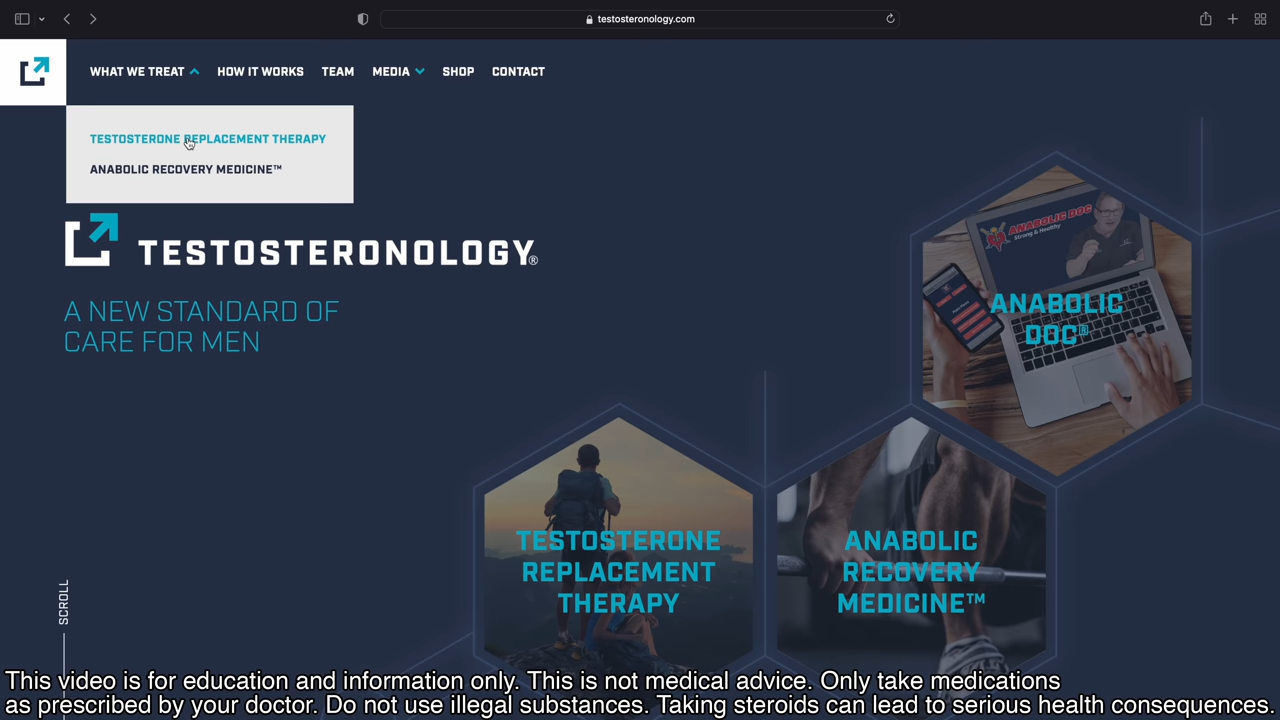 testosteronology.com
WHAT WE TREAT HOW IT WORKS TEAM MEDIA SHOP CONTACT
TESTOSTERONE REPLACEMENT THERAPY
ANABOLIC RECOVERY MEDICINE™
TESTOSTERONOLOGY®
A NEW STANDARD OF
CARE FOR MEN
ANABOLIC DOC
Strong & Healthy
ANABOLIC
DOC®
TESTOSTERONE
REPLACEMENT
THERAPY
ANABOLIC
RECOVERY
MEDICINE™
SCROLL
This video is for education and information only. This is not medical advice. Only take medications
as prescribed by your doctor. Do not use illegal substances. Taking steroids can lead to serious health consequences.